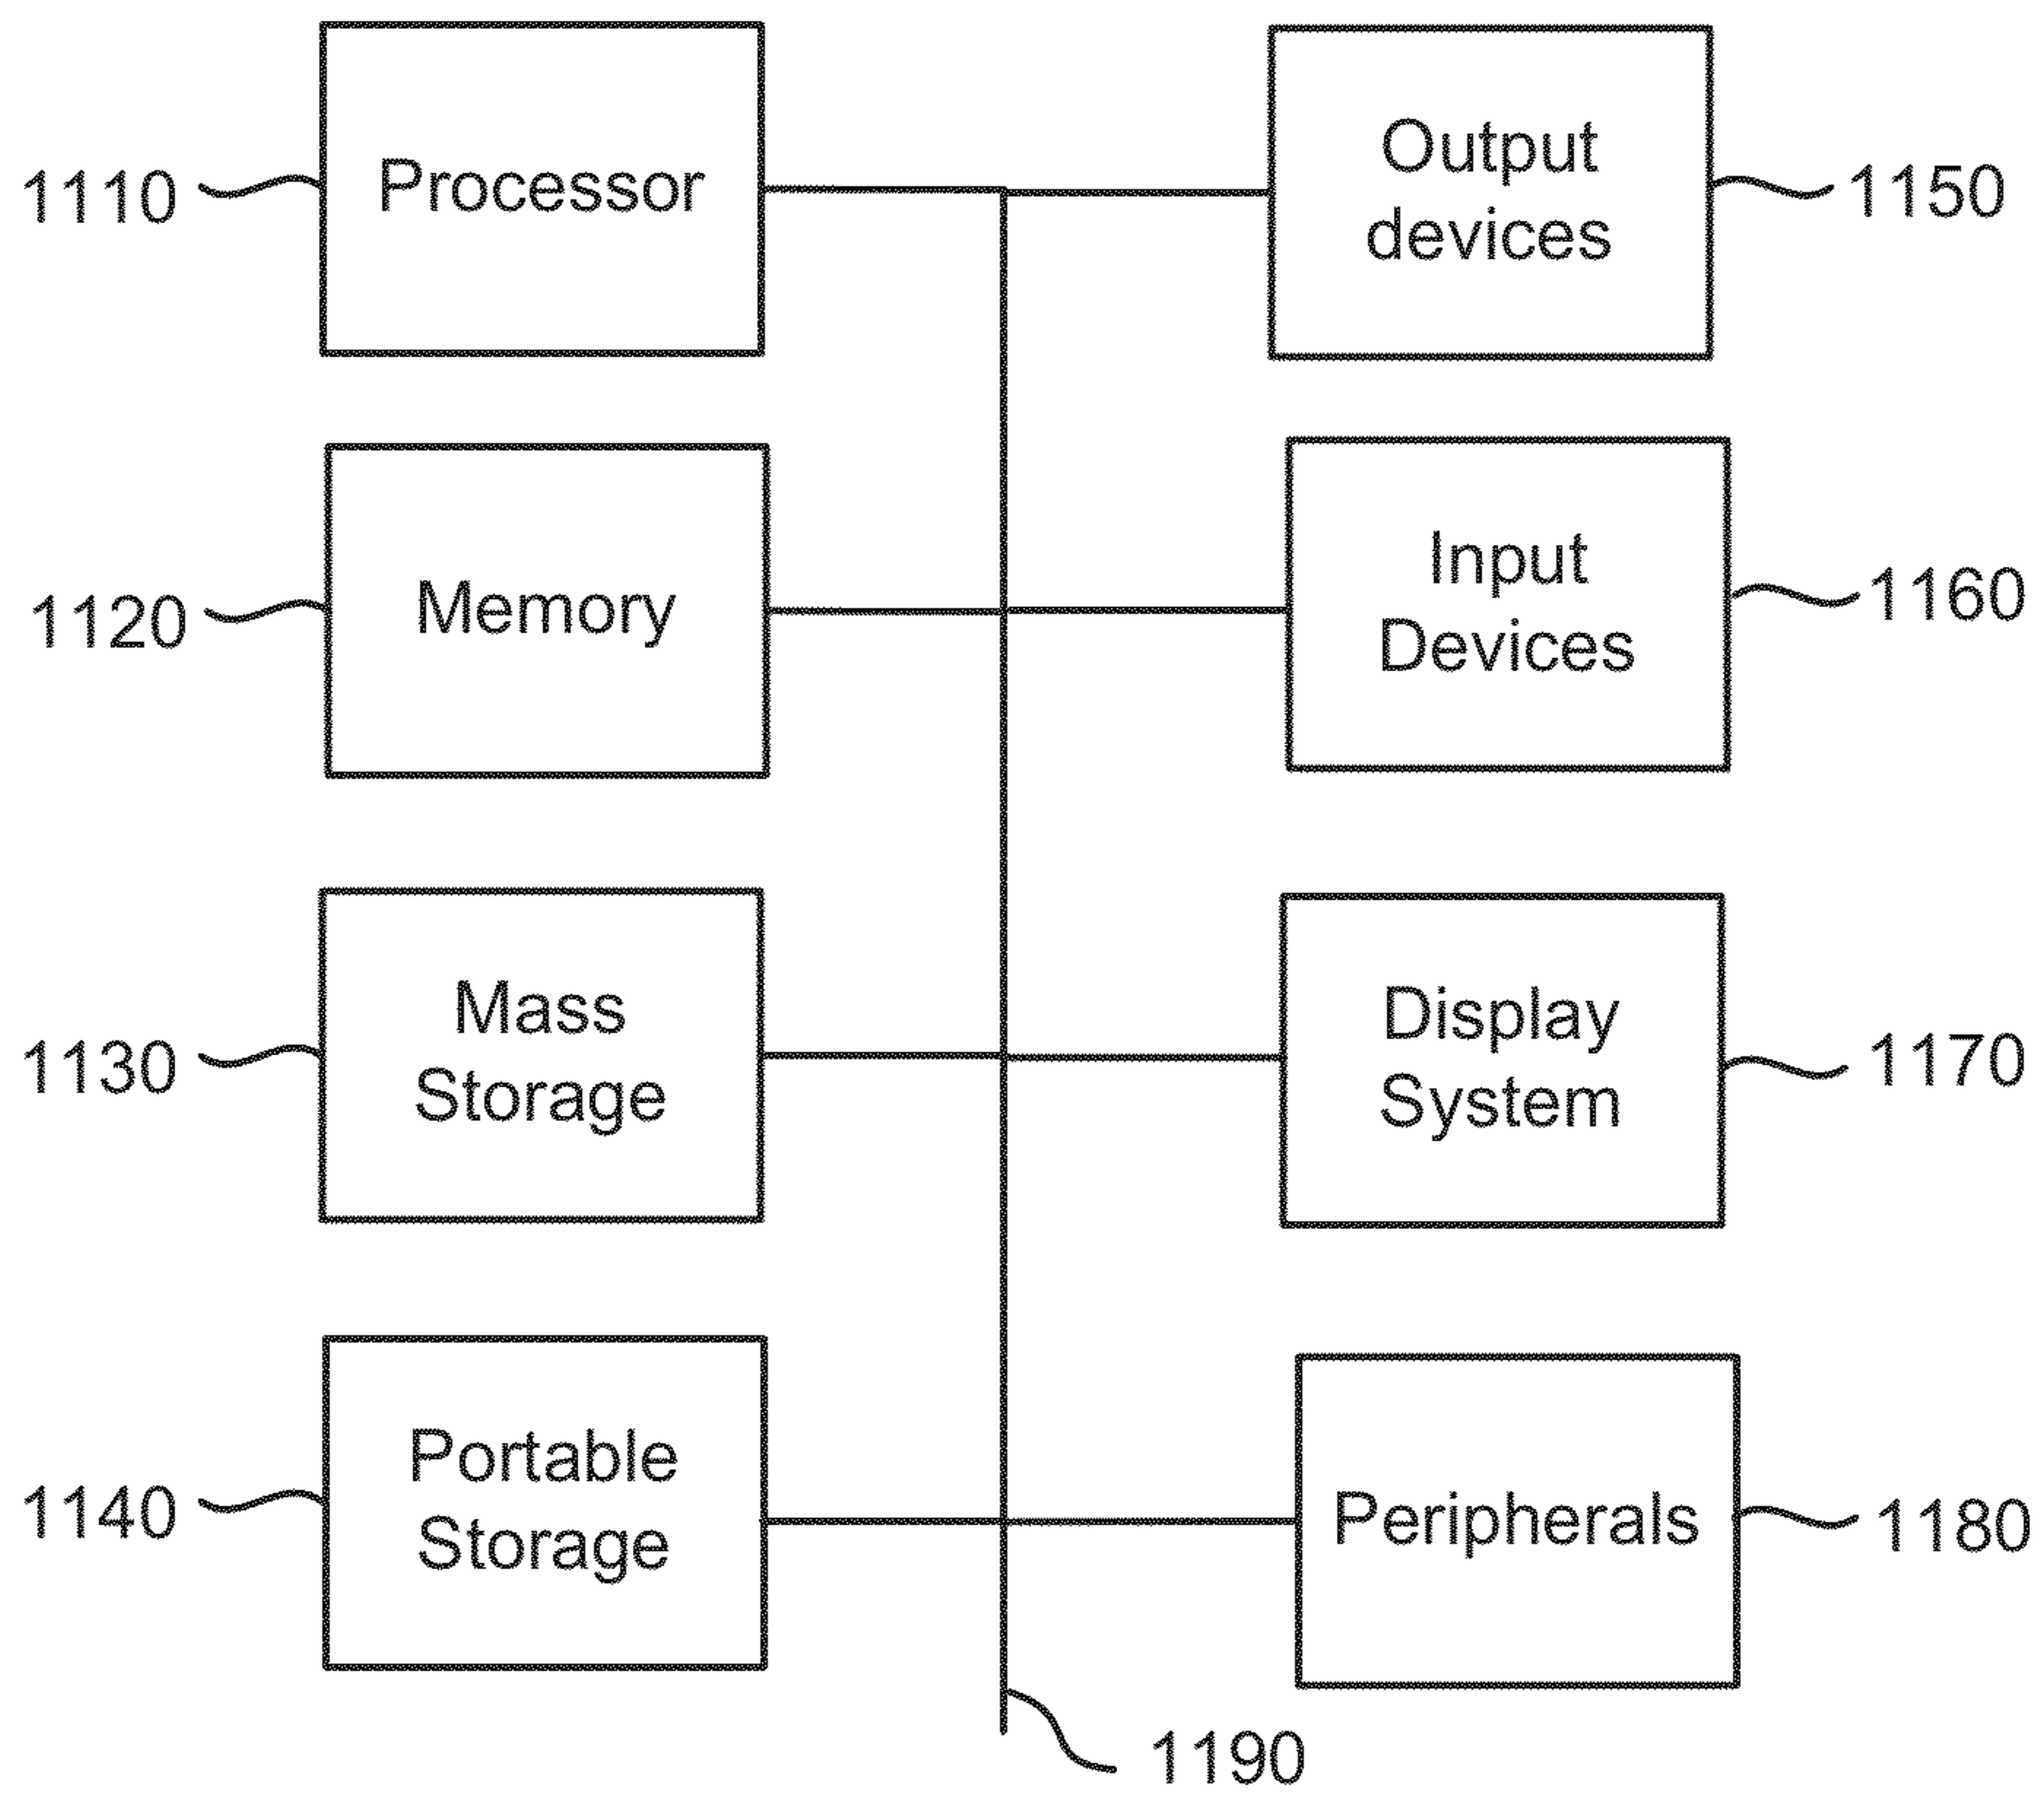 1110
Processor
Output
devices
1150
1120
Memory
Input
Devices
1160
1130
Mass
Storage
Display
System
1170
1140
Portable
Storage
Peripherals
1180
1190